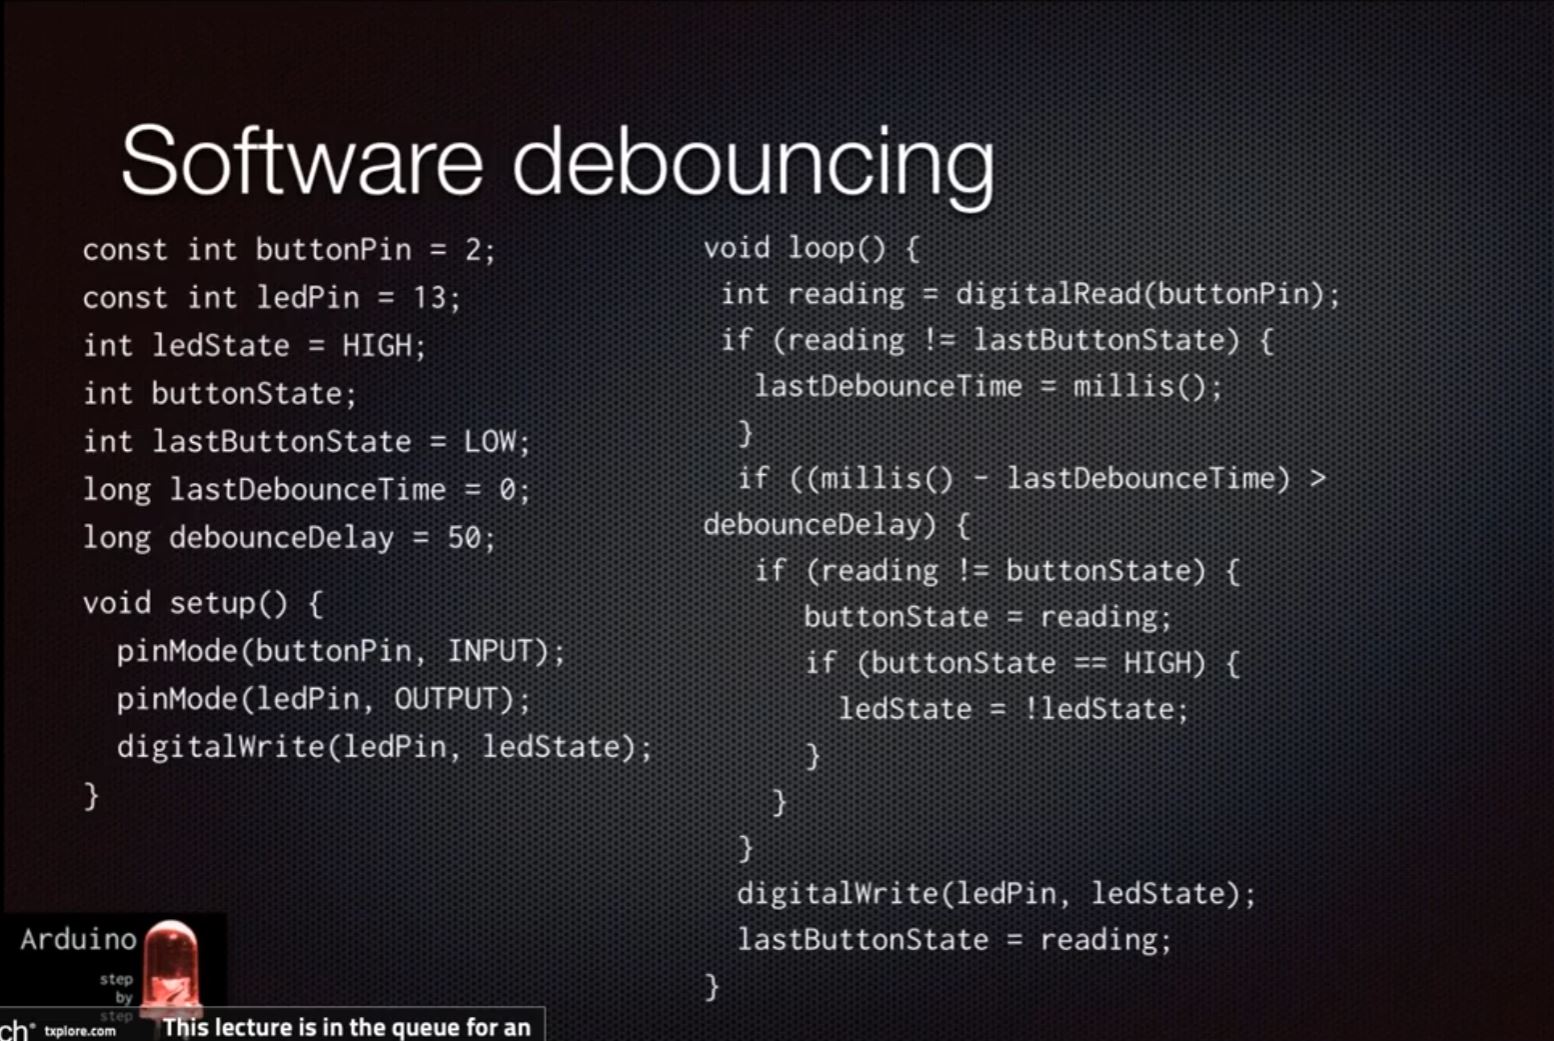 Software debouncing
const int buttonPin = 2;
const int ledPin = 13;
int ledState = HIGH;
int buttonState;
int lastButtonState = LOW;
long lastDebounceTime = 0;
long debounceDelay = 50;
void setup() {
  pinMode(buttonPin, INPUT);
  pinMode(ledPin, OUTPUT);
  digitalWrite(ledPin, ledState);
}
void loop() {
 int reading = digitalRead(buttonPin);
 if (reading != lastButtonState) {
   lastDebounceTime = millis();
  }
  if ((millis() - lastDebounceTime) >
debounceDelay) {
   if (reading != buttonState) {
      buttonState = reading;
      if (buttonState == HIGH) {
        ledState = !ledState;
      }
    }
  }
  digitalWrite(ledPin, ledState);
  lastButtonState = reading;
}
Arduino
step
by
step
txplore.com
This lecture is in the queue for an